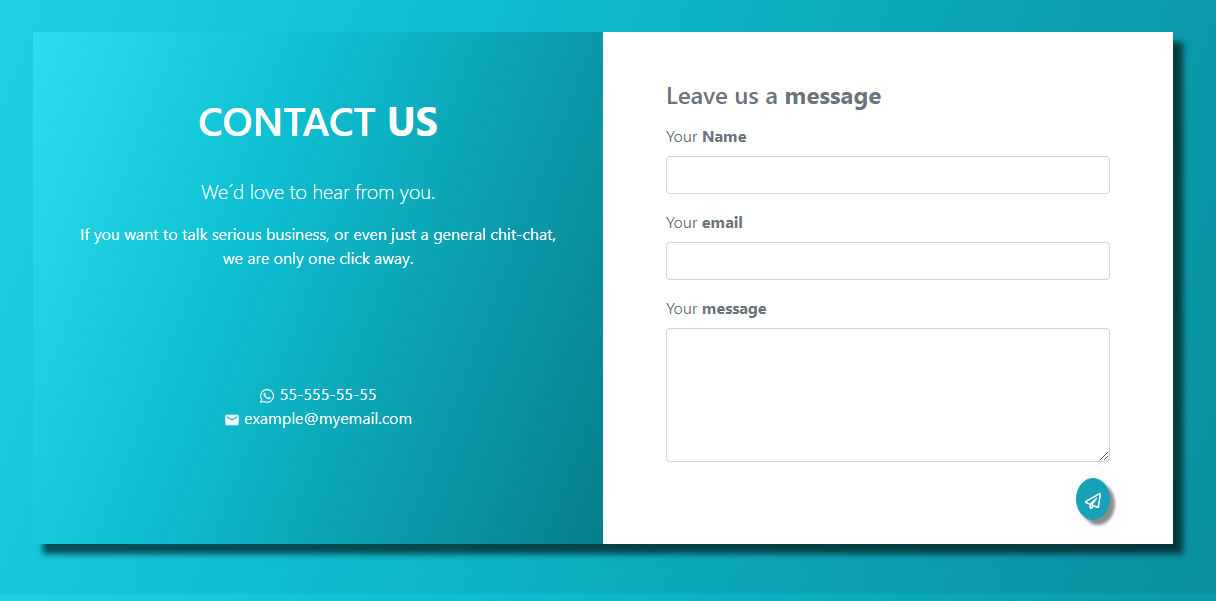 CONTACT US
We´d love to hear from you.
If you want to talk serious business, or even just a general chit-chat,
we are only one click away.
55-555-55-55
example@myemail.com
Leave us a message
Your Name
Your email
Your message